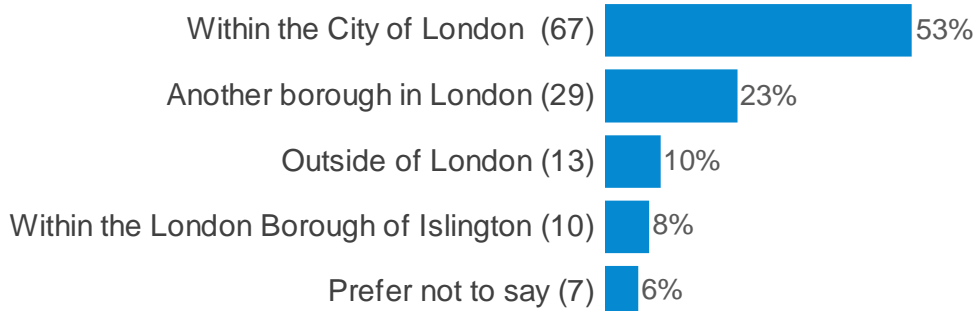 Within the City of London (67) 53%
Another borough in London (29) 23%
Outside of London (13) 10%
Within the London Borough of Islington (10) 8%
Prefer not to say (7) 6%